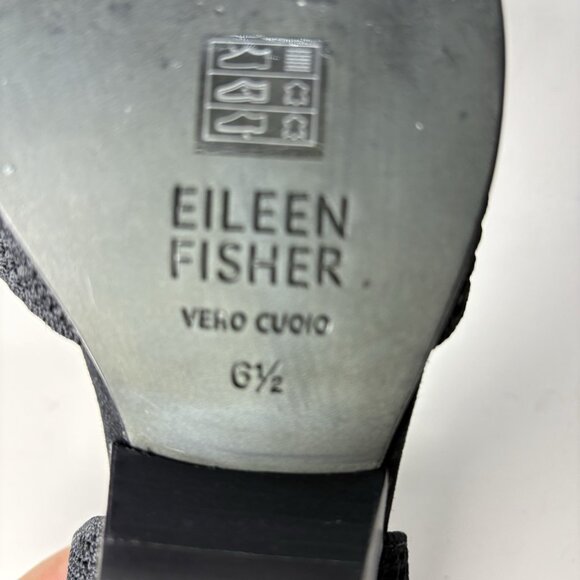 EILEEN
FISHER
VERO CUOIO
6½